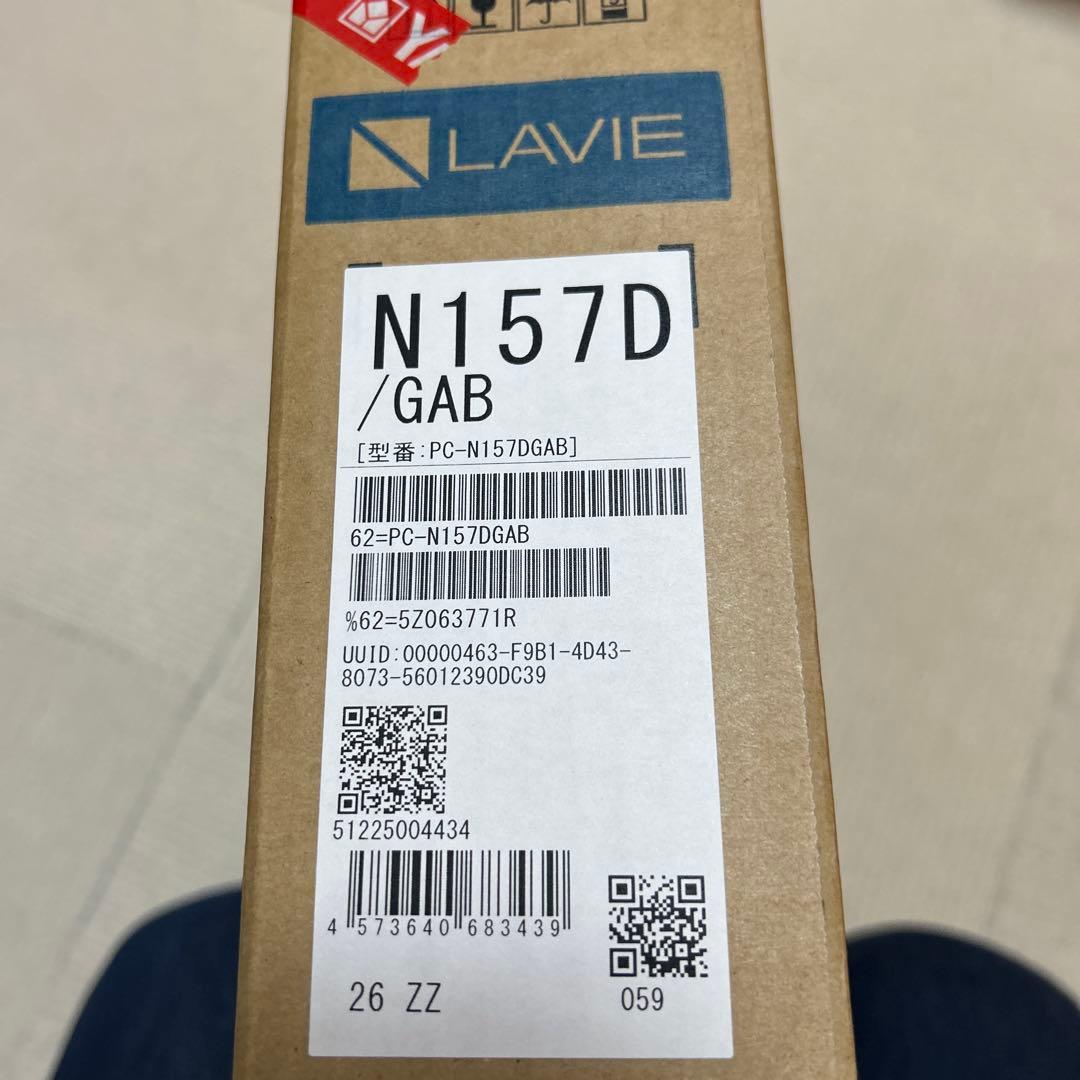 LAVIE
N157D
/GAB
[型番:PC-N157DGAB]
62=PC-N157DGAB
%62=5Z063771R
UUID:00000463-F9B1-4D43-
8073-56012390DC39
51225004434
4 573640 683439
26 ZZ
059